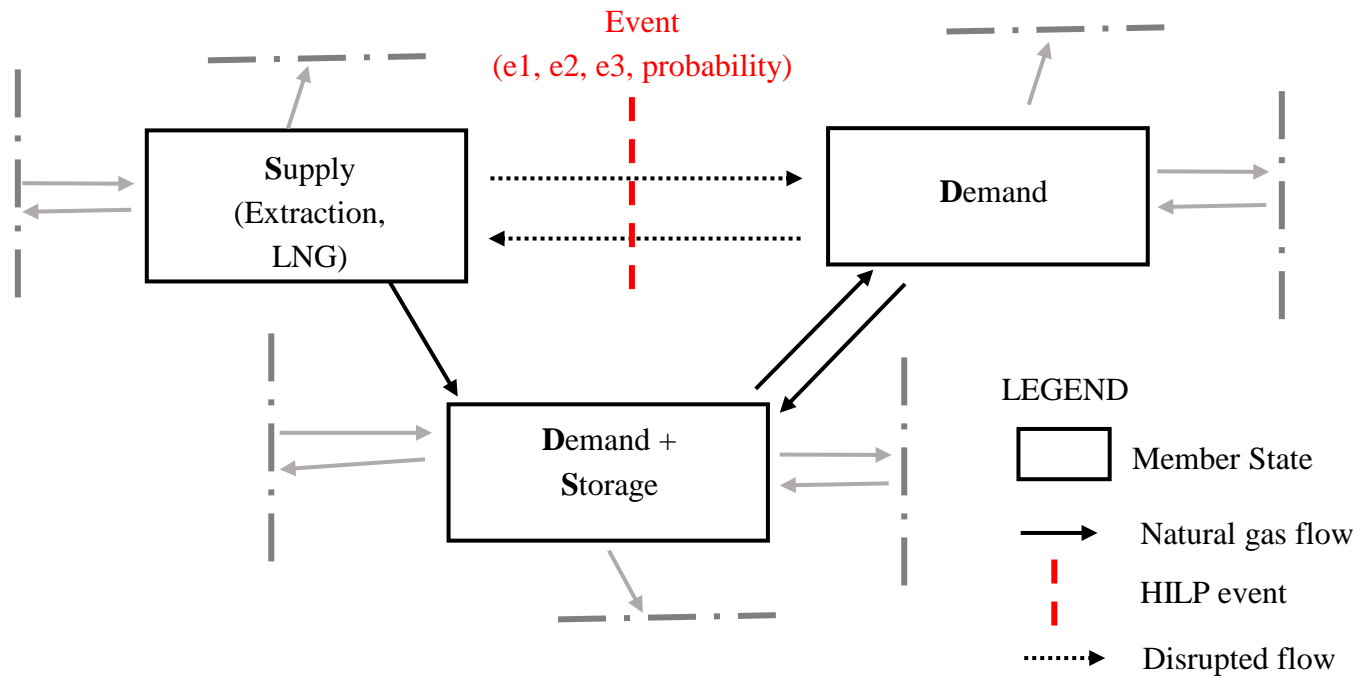 Event
(e1, e2, e3, probability)
Supply
(Extraction,
LNG)
Demand
Demand +
Storage
LEGEND
Member State
Natural gas flow
HILP event
Disrupted flow